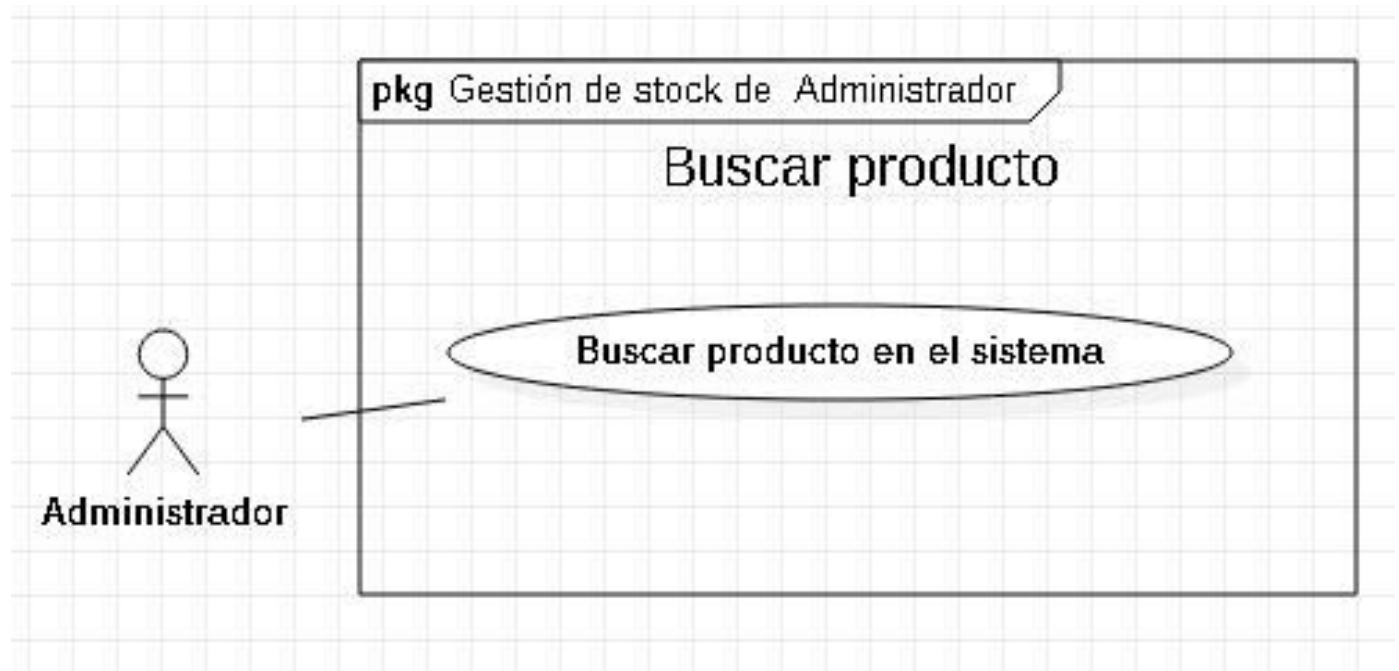 pkg Gestión de stock de Administrador
Buscar producto
Buscar producto en el sistema
Administrador